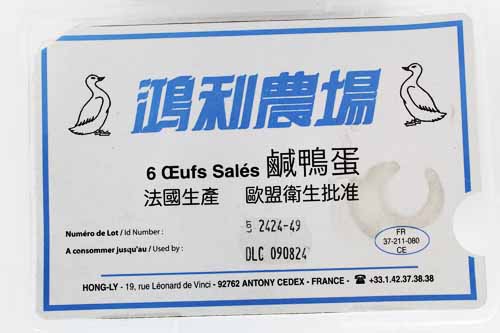 鴻利農場
6 Œufs Salés 鹹鴨蛋
法國生產 歐盟衛生批准
Numéro de Lot / Id Number : 5 2424-49
A consommer jusqu'au / Used by : DLC 090824
FR
37-211-080
CE
HONG-LY - 19, rue Léonard de Vinci - 92762 ANTONY CEDEX - FRANCE - ☎ +33.1.42.37.38.38